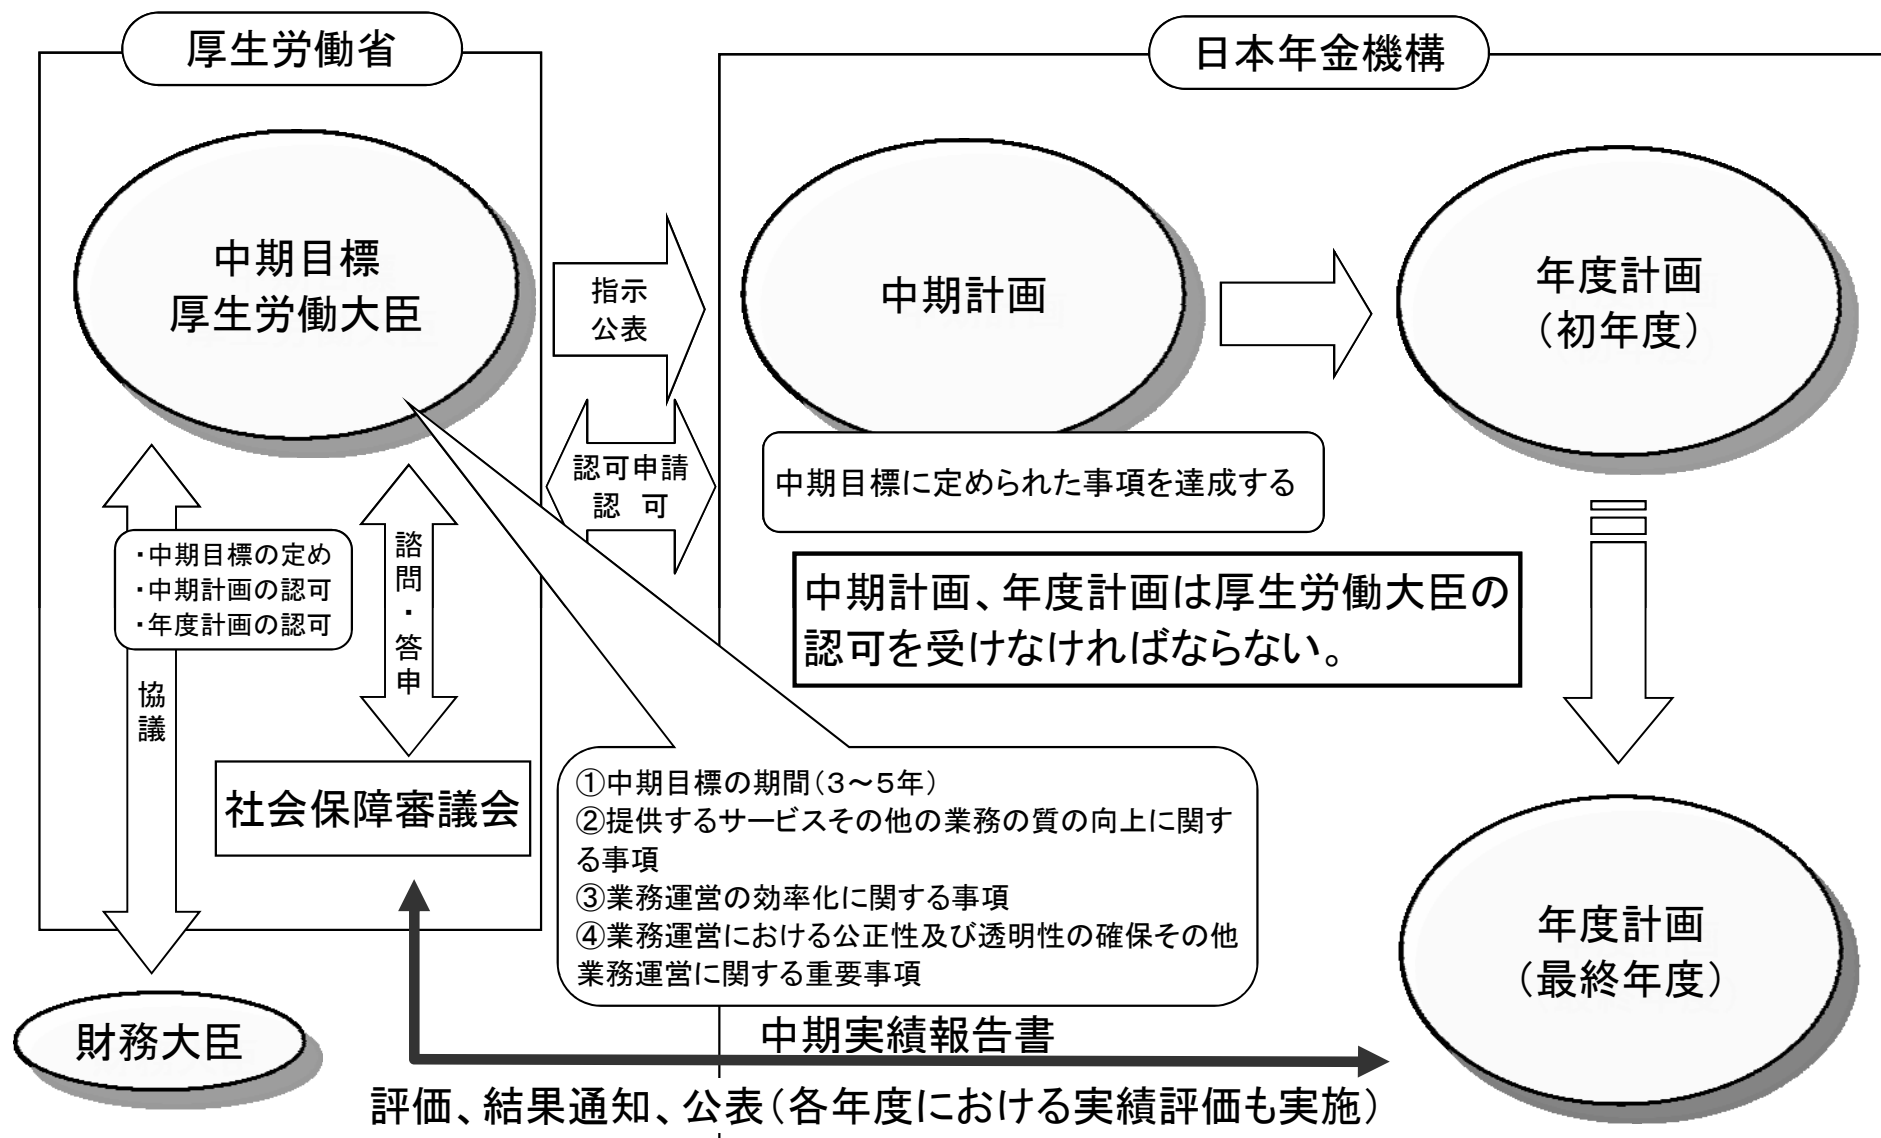 厚生労働省
日本年金機構
中期目標
厚生労働大臣
指示
公表
中期計画
年度計画
（初年度）
認可申請
認　可
中期目標に定められた事項を達成する
・中期目標の定め
・中期計画の認可
・年度計画の認可
諮問・答申
協議
中期計画、年度計画は厚生労働大臣の
認可を受けなければならない。
社会保障審議会
①中期目標の期間（３～５年）
②提供するサービスその他の業務の質の向上に関す
る事項
③業務運営の効率化に関する事項
④業務運営における公正性及び透明性の確保その他
業務運営に関する重要事項
年度計画
（最終年度）
財務大臣
中期実績報告書
評価、結果通知、公表（各年度における実績評価も実施）